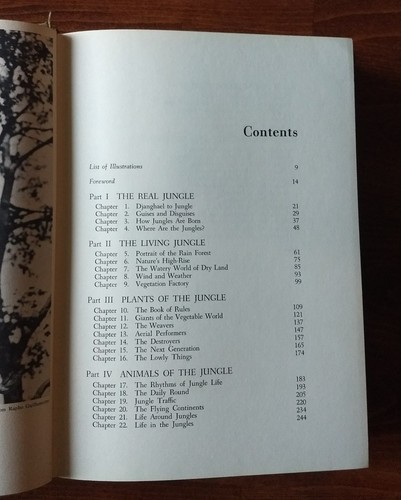 Contents
List of Illustrations 9
Foreword 14
Part I THE REAL JUNGLE
Chapter 1. Djanghael to Jungle 21
Chapter 2. Guises and Disguises 29
Chapter 3. How Jungles Are Born 37
Chapter 4. Where Are the Jungles? 48
Part II THE LIVING JUNGLE
Chapter 5. Portrait of the Rain Forest 61
Chapter 6. Nature's High-Rise 75
Chapter 7. The Watery World of Dry Land 85
Chapter 8. Wind and Weather 93
Chapter 9. Vegetation Factory 99
Part III PLANTS OF THE JUNGLE
Chapter 10. The Book of Rules 109
Chapter 11. Giants of the Vegetable World 121
Chapter 12. The Weavers 137
Chapter 13. Aerial Performers 147
Chapter 14. The Destroyers 157
Chapter 15. The Next Generation 165
Chapter 16. The Lowly Things 174
Part IV ANIMALS OF THE JUNGLE
Chapter 17. The Rhythms of Jungle Life 183
Chapter 18. The Daily Round 193
Chapter 19. Jungle Traffic 205
Chapter 20. The Flying Continents 220
Chapter 21. Life Around Jungles 234
Chapter 22. Life in the Jungles 244